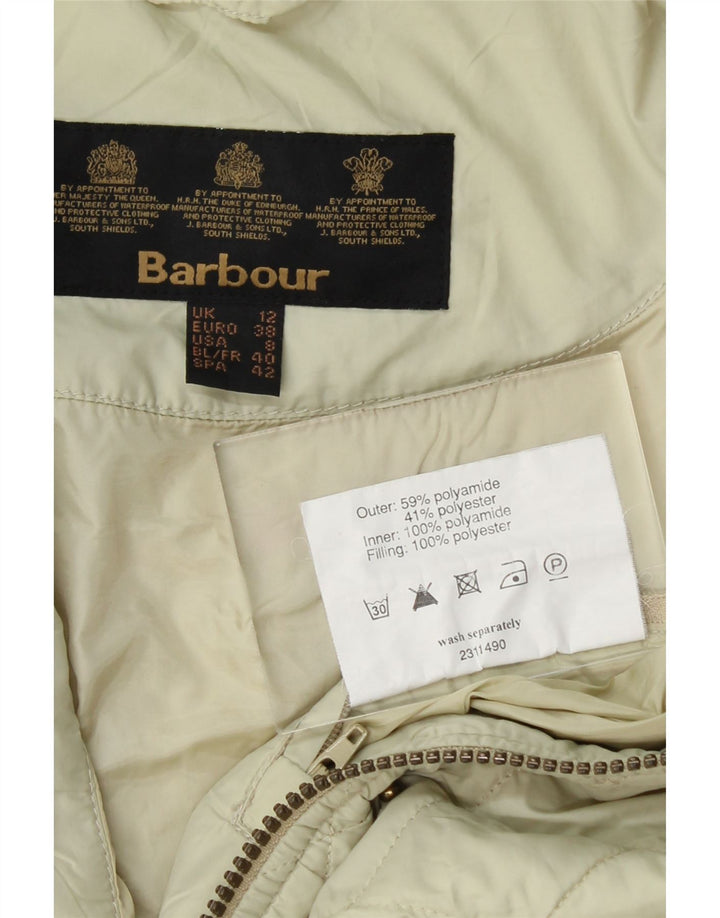 BY APPOINTMENT TO
HER MAJESTY THE QUEEN.
MANUFACTURERS OF WATERPROOF
AND PROTECTIVE CLOTHING
J. BARBOUR & SONS LTD.,
SOUTH SHIELDS.
BY APPOINTMENT TO
H.R.H. THE DUKE OF EDINBURGH.
MANUFACTURERS OF WATERPROOF
AND PROTECTIVE CLOTHING
J. BARBOUR & SONS LTD.,
SOUTH SHIELDS.
BY APPOINTMENT TO
H.R.H. THE PRINCE OF WALES.
MANUFACTURERS OF WATERPROOF
AND PROTECTIVE CLOTHING
J. BARBOUR & SONS LTD.,
SOUTH SHIELDS.
Barbour
UK 12
EURO 38
USA 8
BL/FR 40
SPA 42
Outer: 59% polyamide
41% polyester
Inner: 100% polyamide
Filling: 100% polyester
30 P
wash separately
2311490